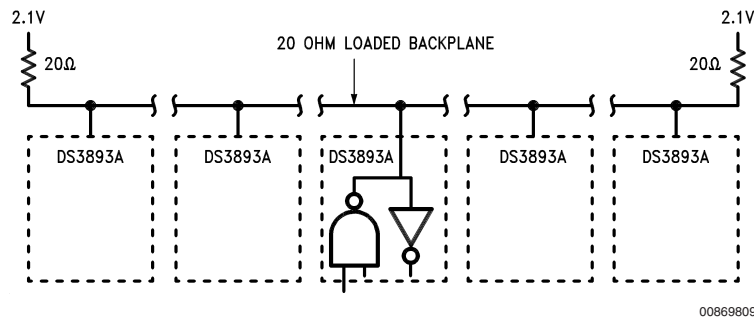 2.1V 2.1V
20 OHM LOADED BACKPLANE
20Ω 20Ω
DS3893A DS3893A DS3893A DS3893A DS3893A
00869809